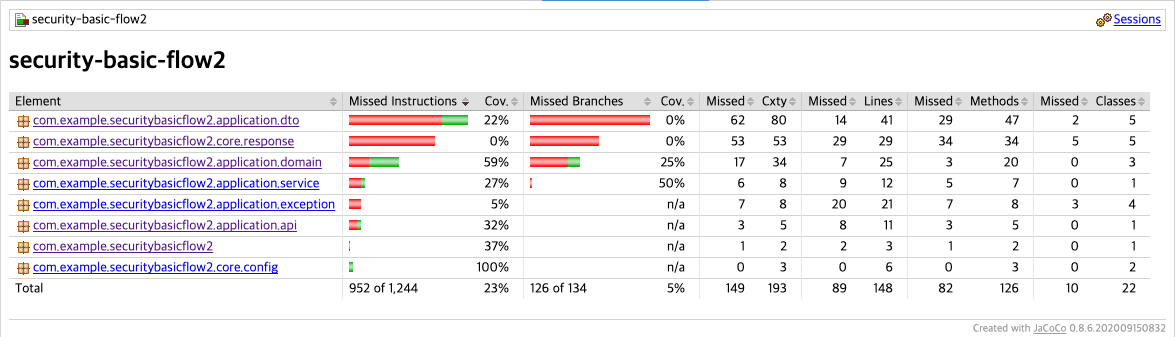 security-basic-flow2 Sessions
security-basic-flow2
Element Missed Instructions Cov. Missed Branches Cov. Missed Cxty Missed Lines Missed Methods Missed Classes
com.example.securitybasicflow2.application.dto 22% 0% 62 80 14 41 29 47 2 5
com.example.securitybasicflow2.core.response 0% 0% 53 53 29 29 34 34 5 5
com.example.securitybasicflow2.application.domain 59% 25% 17 34 7 25 3 20 0 3
com.example.securitybasicflow2.application.service 27% 50% 6 8 9 12 5 7 0 1
com.example.securitybasicflow2.application.exception 5% n/a 7 8 20 21 7 8 3 4
com.example.securitybasicflow2.application.api 32% n/a 3 5 8 11 3 5 0 1
com.example.securitybasicflow2 37% n/a 1 2 2 3 1 2 0 1
com.example.securitybasicflow2.core.config 100% n/a 0 3 0 6 0 3 0 2
Total 952 of 1,244 23% 126 of 134 5% 149 193 89 148 82 126 10 22
Created with JaCoCo 0.8.6.202009150832